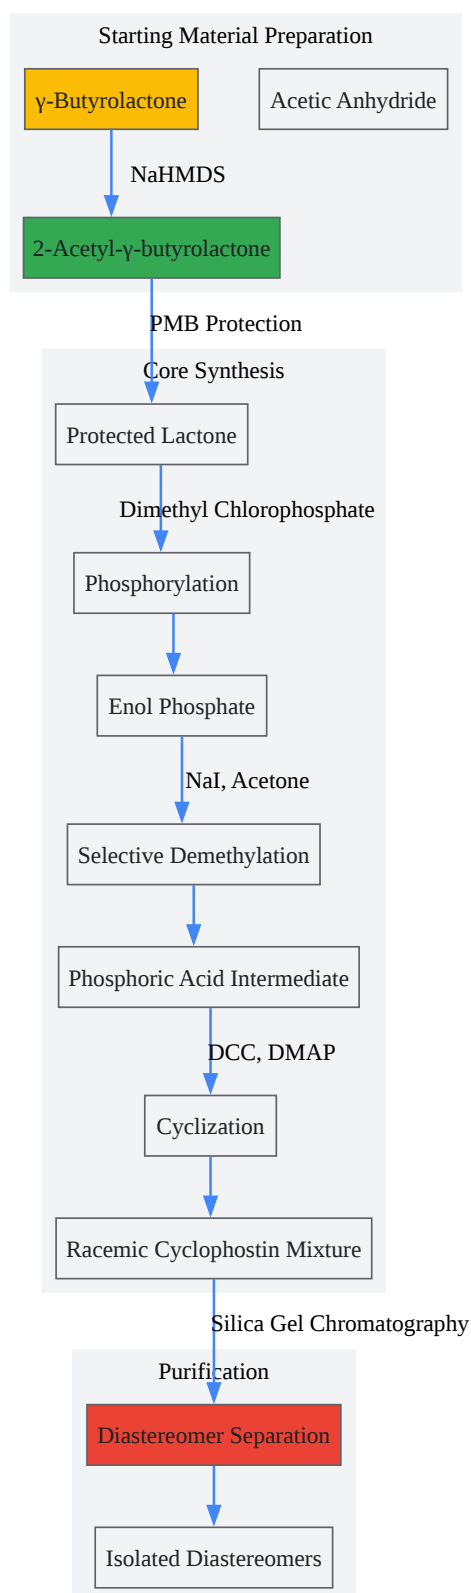 Starting Material Preparation
γ-Butyrolactone
Acetic Anhydride
NaHMDS
2-Acetyl-γ-butyrolactone
PMB Protection
Core Synthesis
Protected Lactone
Dimethyl Chlorophosphate
Phosphorylation
Enol Phosphate
NaI, Acetone
Selective Demethylation
Phosphoric Acid Intermediate
DCC, DMAP
Cyclization
Racemic Cyclophostin Mixture
Silica Gel Chromatography
Purification
Diastereomer Separation
Isolated Diastereomers